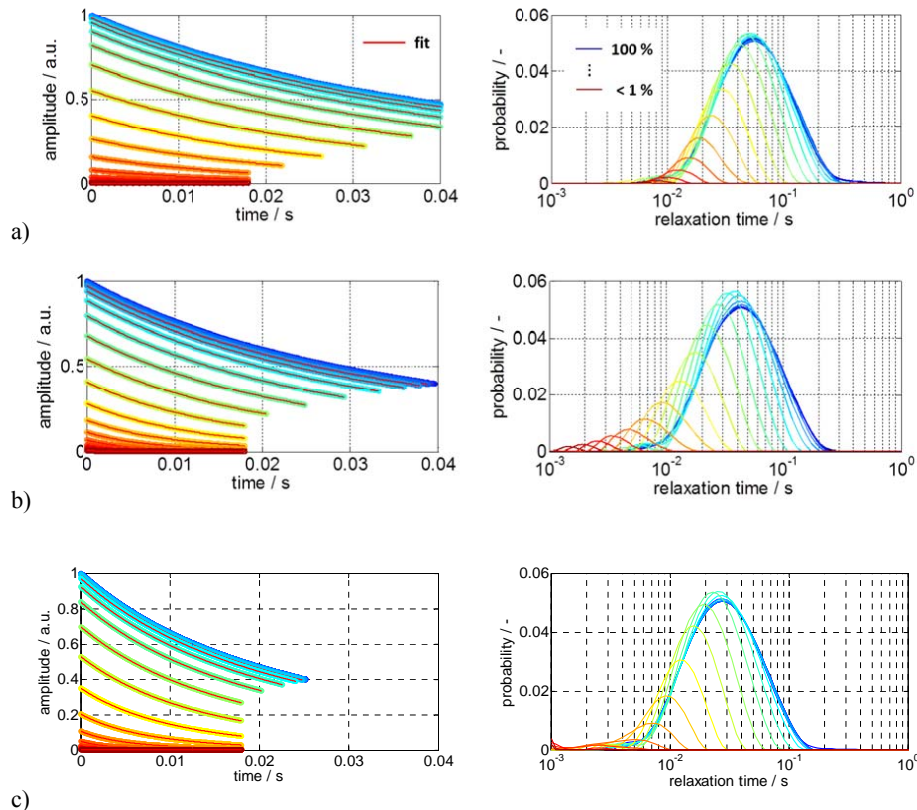 amplitude / a.u.
1
0.5
0
0 0.01 0.02 0.03 0.04
time / s
fit
probability / -
0.06
0.04
0.02
0
10⁻³ 10⁻² 10⁻¹ 10⁰
relaxation time / s
100 %
⋮
< 1 %
a)
amplitude / a.u.
1
0.5
0
0 0.01 0.02 0.03 0.04
time / s
probability / -
0.06
0.04
0.02
0
10⁻³ 10⁻² 10⁻¹ 10⁰
relaxation time / s
b)
amplitude / a.u.
1
0.8
0.6
0.4
0.2
0
0 0.01 0.02 0.03 0.04
time / s
probability / -
0.06
0.04
0.02
0
10⁻³ 10⁻² 10⁻¹ 10⁰
relaxation time / s
c)